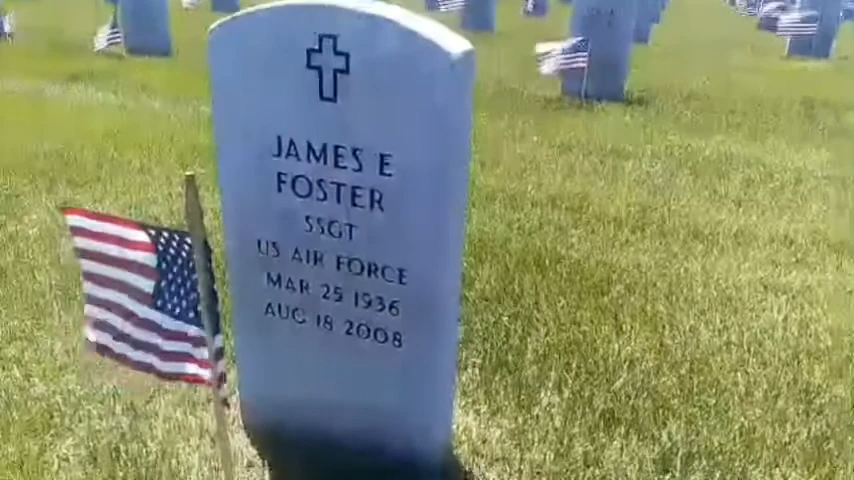 JAMES E
FOSTER
SSGT
US AIR FORCE
MAR 25 1936
AUG 18 2008